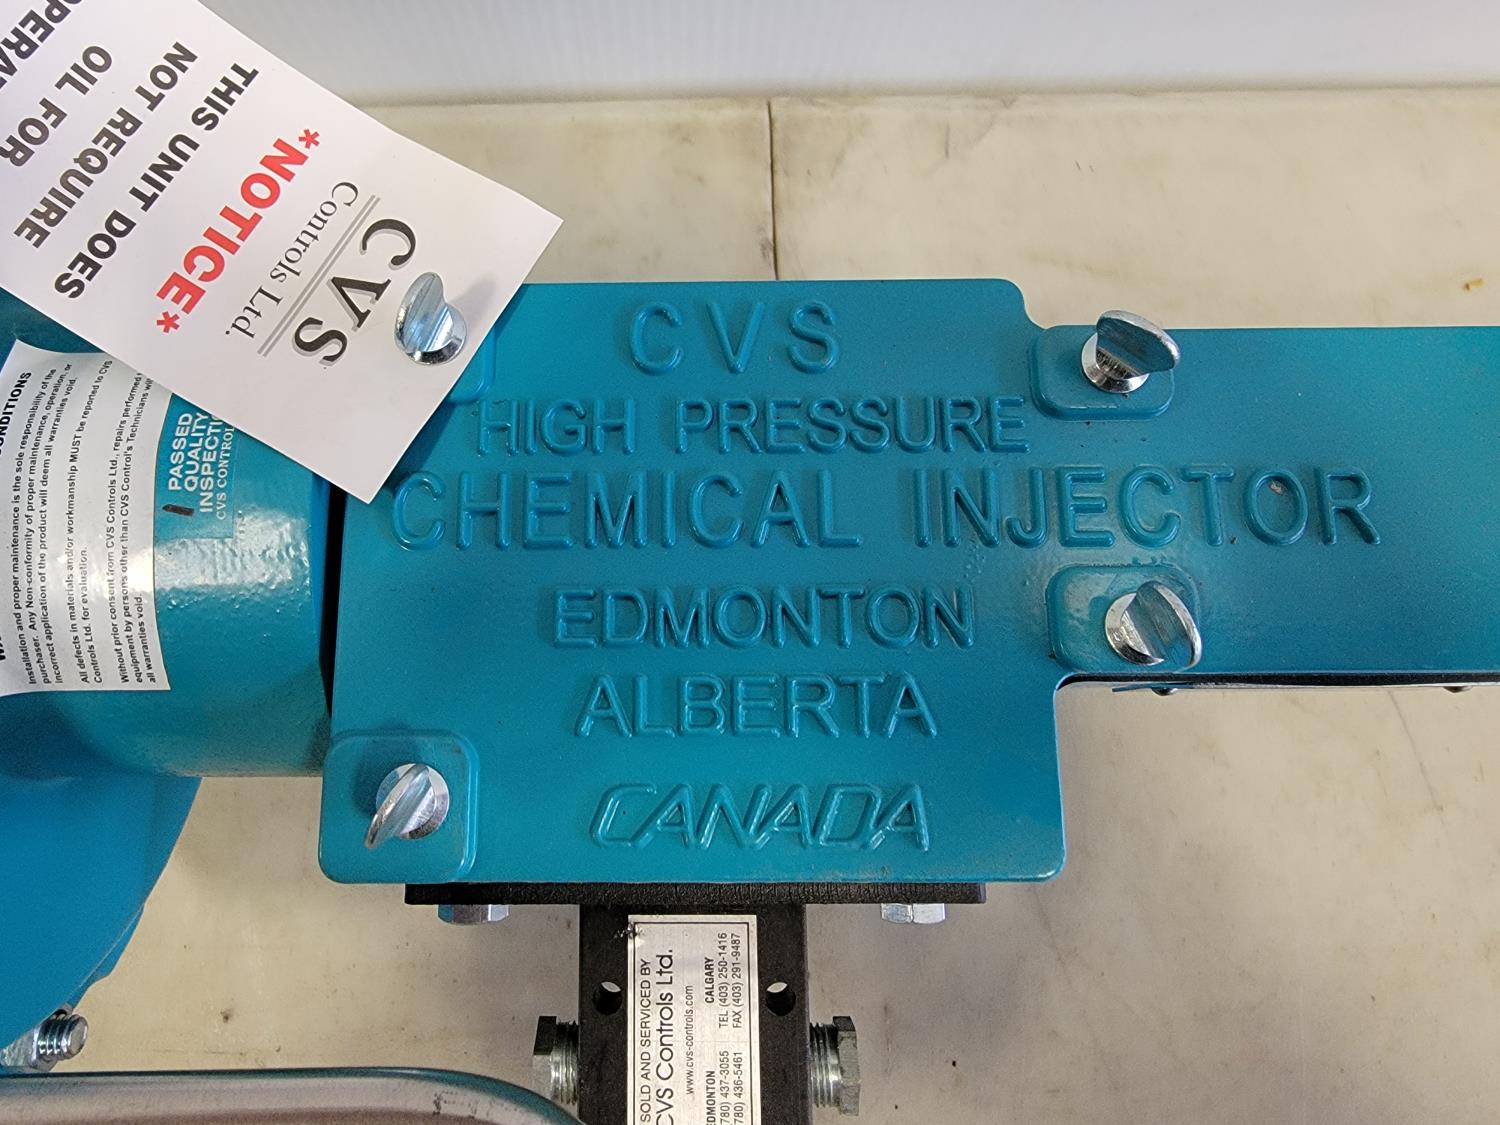 CVS
Controls Ltd.
*NOTICE*
THIS UNIT DOES
NOT REQUIRE
OIL FOR
CVS
HIGH PRESSURE
CHEMICAL INJECTOR
EDMONTON
ALBERTA
CANADA
PASSED
QUALITY
CVS CONTROL
Installation and proper maintenance is the sole responsibility of the
purchaser. Any Non-conformity of proper maintenance, operation, or
incorrect application of the product will deem all warranties void.
All defects in materials and/or workmanship MUST be reported to CVS
Controls Ltd. for evaluation.
Without prior consent from CVS Controls Ltd., repairs performed
equipment by persons other than CVS Control's Technicians will
all warranties void.
SOLD AND SERVICED BY
CVS Controls Ltd.
www.cvs-controls.com
EDMONTON
(780) 437-3055
(780) 436-5461
CALGARY
TEL (403) 250-1416
FAX (403) 291-9487